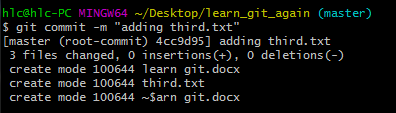 hlc@hlc-PC MINGW64 ~/Desktop/learn_git_again (master)
$ git commit -m "adding third.txt"
[master (root-commit) 4cc9d95] adding third.txt
 3 files changed, 0 insertions(+), 0 deletions(-)
 create mode 100644 learn git.docx
 create mode 100644 third.txt
 create mode 100644 ~$arn git.docx